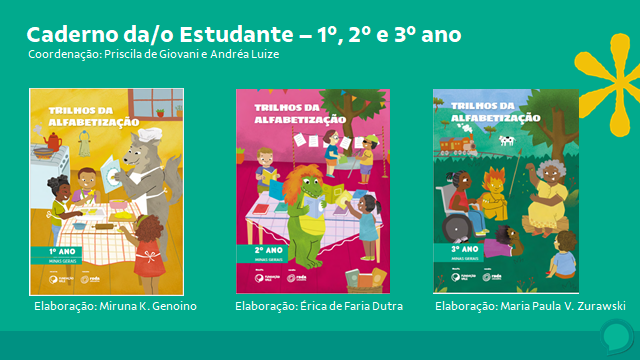 Caderno da/o Estudante – 1º, 2º e 3º ano
Coordenação: Priscila de Giovani e Andréa Luize
TRILHOS DA
ALFABETIZAÇÃO
1º ANO
MINAS GERAIS
Elaboração: Miruna K. Genoino
TRILHOS DA
ALFABETIZAÇÃO
2º ANO
MINAS GERAIS
Elaboração: Érica de Faria Dutra
TRILHOS DA
ALFABETIZAÇÃO
3º ANO
MINAS GERAIS
Elaboração: Maria Paula V. Zurawski